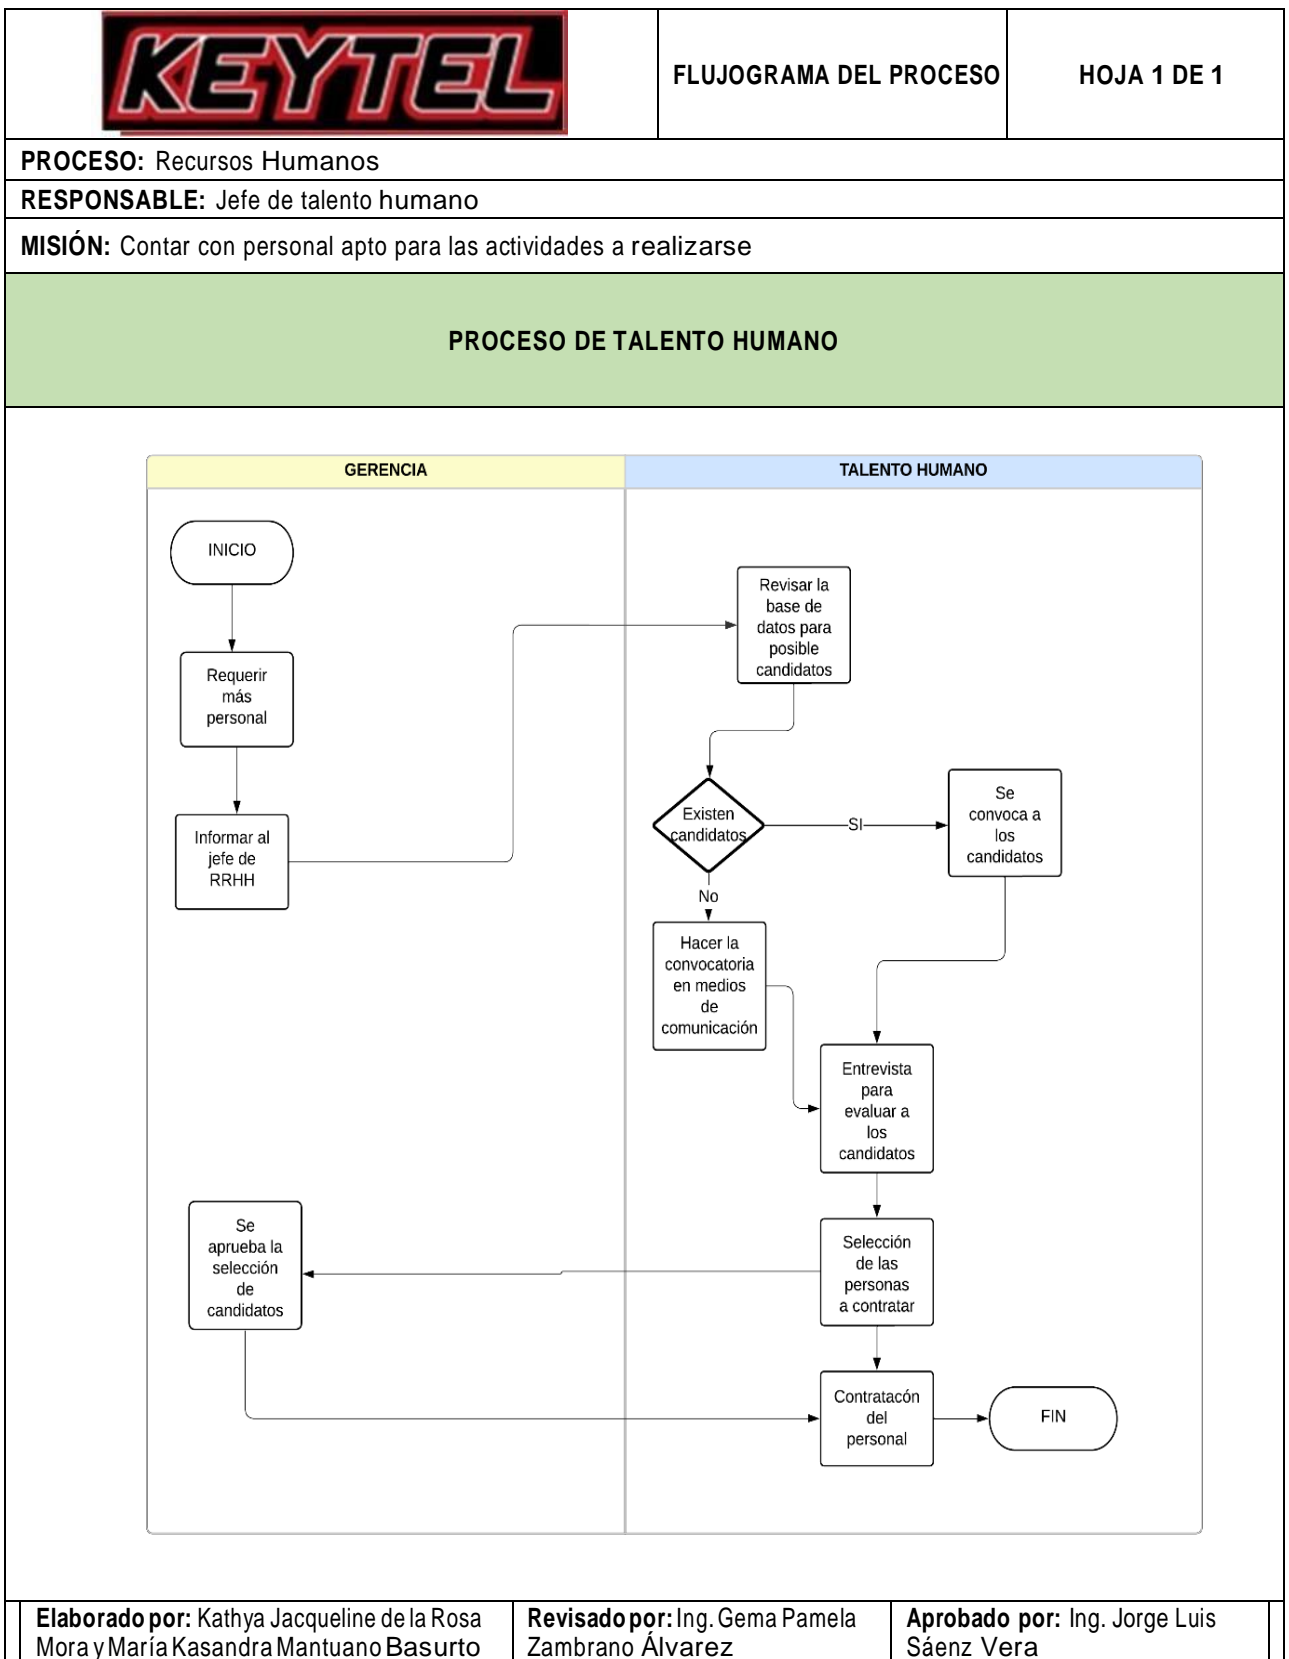 KEYTEL
FLUJOGRAMA DEL PROCESO
HOJA 1 DE 1
PROCESO: Recursos Humanos
RESPONSABLE: Jefe de talento humano
MISIÓN: Contar con personal apto para las actividades a realizarse
PROCESO DE TALENTO HUMANO
GERENCIA
TALENTO HUMANO
INICIO
Requerir
más
personal
Informar al
jefe de
RRHH
Revisar la
base de
datos para
posible
candidatos
Existen
candidatos
SI
Se
convoca a
los
candidatos
No
Hacer la
convocatoria
en medios
de
comunicación
Entrevista
para
evaluar a
los
candidatos
Selección
de las
personas
a contratar
Se
aprueba la
selección
de
candidatos
Contratacón
del
personal
FIN
Elaborado por: Kathya Jacqueline de la Rosa
Mora y María Kasandra Mantuano Basurto
Revisado por: Ing. Gema Pamela
Zambrano Álvarez
Aprobado por: Ing. Jorge Luis
Sáenz Vera